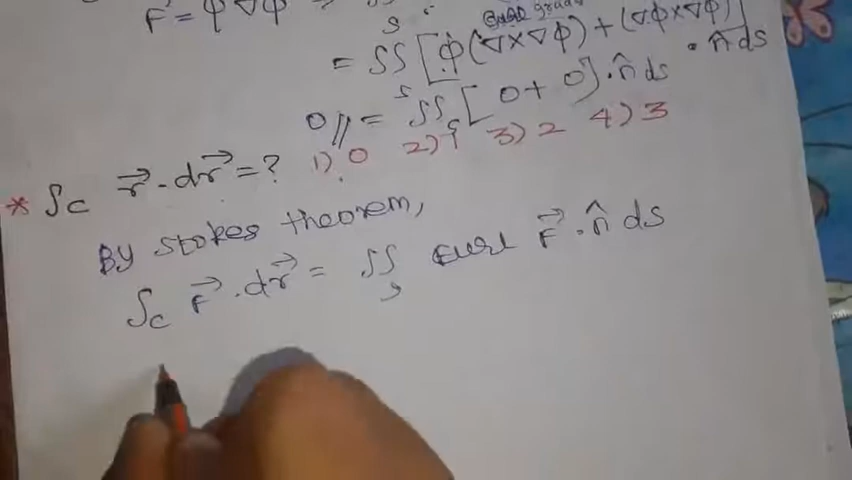 F = φ∇φ
= ∫∫ [φ(∇×∇φ) + (∇φ×∇φ)] · n̂ ds
0 // = ∫∫s [0 + 0] · n̂ ds
* ∫c r⃗ - dr⃗ = ? 1) 0 2) 1 3) 2 4) 3
By stokes theorem,
∫c F⃗ . dr⃗ = ∫∫s curl F⃗ . n̂ ds